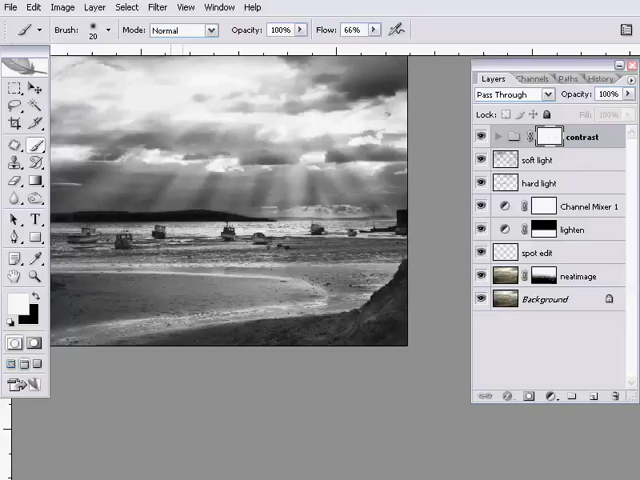 File Edit Image Layer Select Filter View Window Help
Brush: 20 Mode: Normal Opacity: 100% Flow: 66%
Layers Channels Paths History
Pass Through Opacity: 100%
Lock: Fill: 100%
contrast
soft light
hard light
Channel Mixer 1
lighten
spot edit
neatimage
Background
T